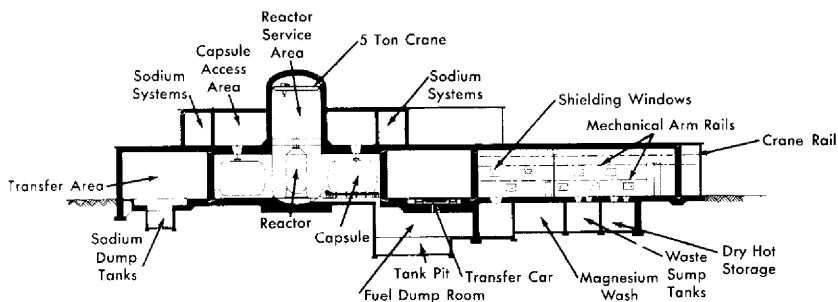 Reactor
Service
Area
5 Ton Crane
Capsule
Access
Area
Sodium
Systems
Sodium
Systems
Shielding Windows
Mechanical Arm Rails
Crane Rail
Transfer Area
Sodium
Dump
Tanks
Reactor
Capsule
Tank Pit
Fuel Dump Room
Transfer Car
Magnesium
Wash
Waste
Sump
Tanks
Dry Hot
Storage